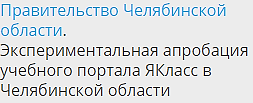 Правительство Челябинской
области.
Экспериментальная апробация
учебного портала ЯКласс в
Челябинской области